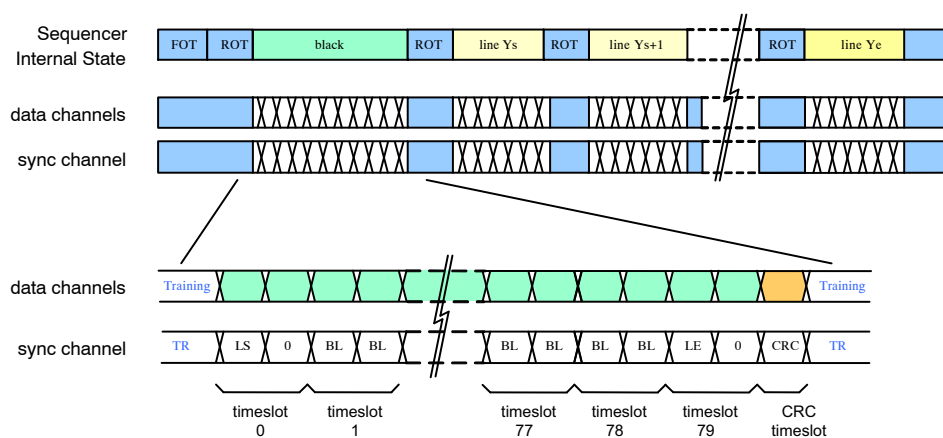 Sequencer
Internal State
FOT ROT black ROT line Ys ROT line Ys+1 ROT line Ye
data channels
sync channel
data channels Training Training
sync channel TR LS 0 BL BL BL BL BL BL LE 0 CRC TR
timeslot timeslot timeslot timeslot timeslot CRC
0 1 77 78 79 timeslot